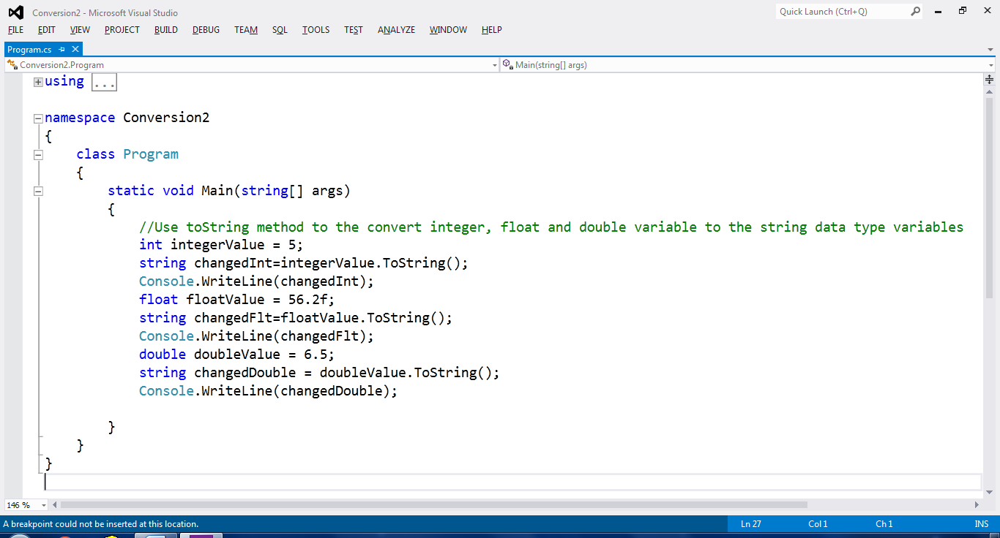 Conversion2 - Microsoft Visual Studio
Quick Launch (Ctrl+Q)
FILE EDIT VIEW PROJECT BUILD DEBUG TEAM SQL TOOLS TEST ANALYZE WINDOW HELP
Program.cs
Conversion2.Program
Main(string[] args)
using ...
namespace Conversion2
{
class Program
{
static void Main(string[] args)
{
//Use toString method to the convert integer, float and double variable to the string data type variables
int integerValue = 5;
string changedInt=integerValue.ToString();
Console.WriteLine(changedInt);
float floatValue = 56.2f;
string changedFlt=floatValue.ToString();
Console.WriteLine(changedFlt);
double doubleValue = 6.5;
string changedDouble = doubleValue.ToString();
Console.WriteLine(changedDouble);
}
}
}
146 %
A breakpoint could not be inserted at this location. Ln 27 Col 1 Ch 1 INS